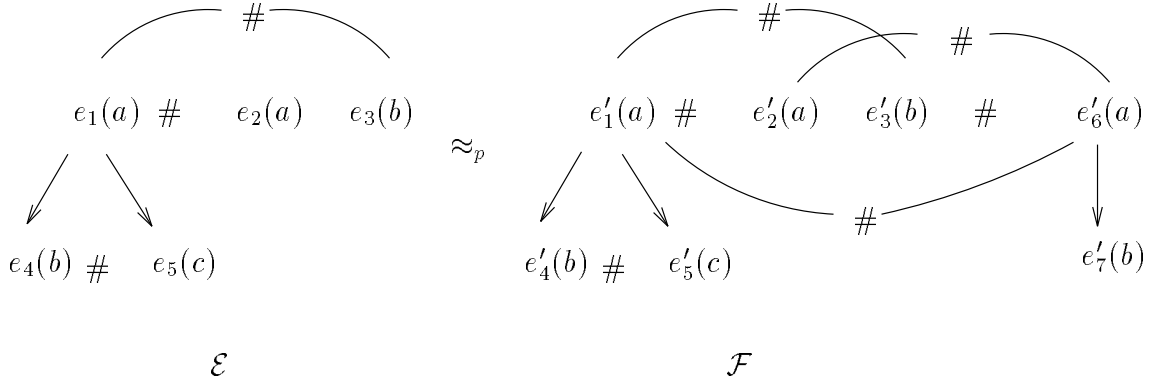 # #
#
e₁(a) # e₂(a) e₃(b) e′₁(a) # e′₂(a) e′₃(b) # e′₆(a)
≈ₚ
#
e₄(b) # e₅(c) e′₄(b) # e′₅(c) e′₇(b)
ℰ ℱ